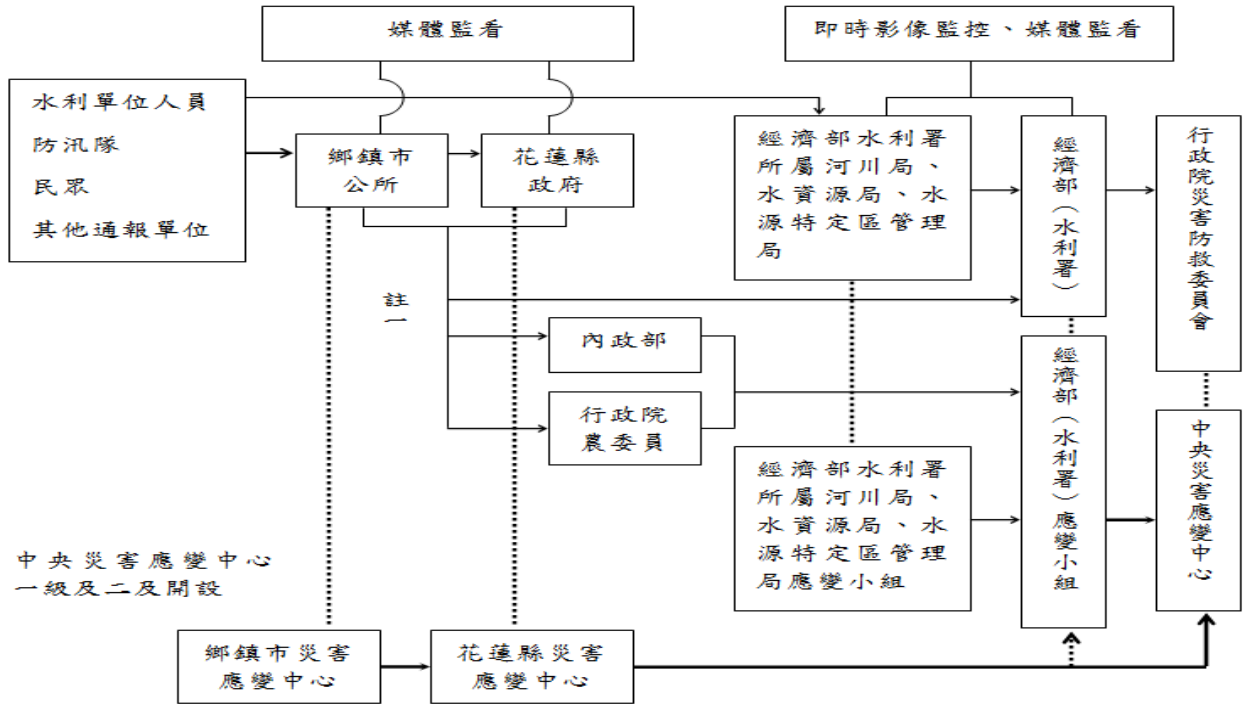 媒體監看
即時影像監控、媒體監看
水利單位人員
防汛隊
民眾
其他通報單位
鄉鎮市
公所
花蓮縣
政府
經濟部水利署
所屬河川局、
水資源局、水
源特定區管理
局
經濟部（水利署）
行政院災害防救委員會
註一
內政部
行政院
農委員
經濟部水利署
所屬河川局、
水資源局、水
源特定區管理
局應變小組
經濟部（水利署）應變小組
中央災害應變中心
中央災害應變中心
一級及二及開設
鄉鎮市災害
應變中心
花蓮縣災害
應變中心